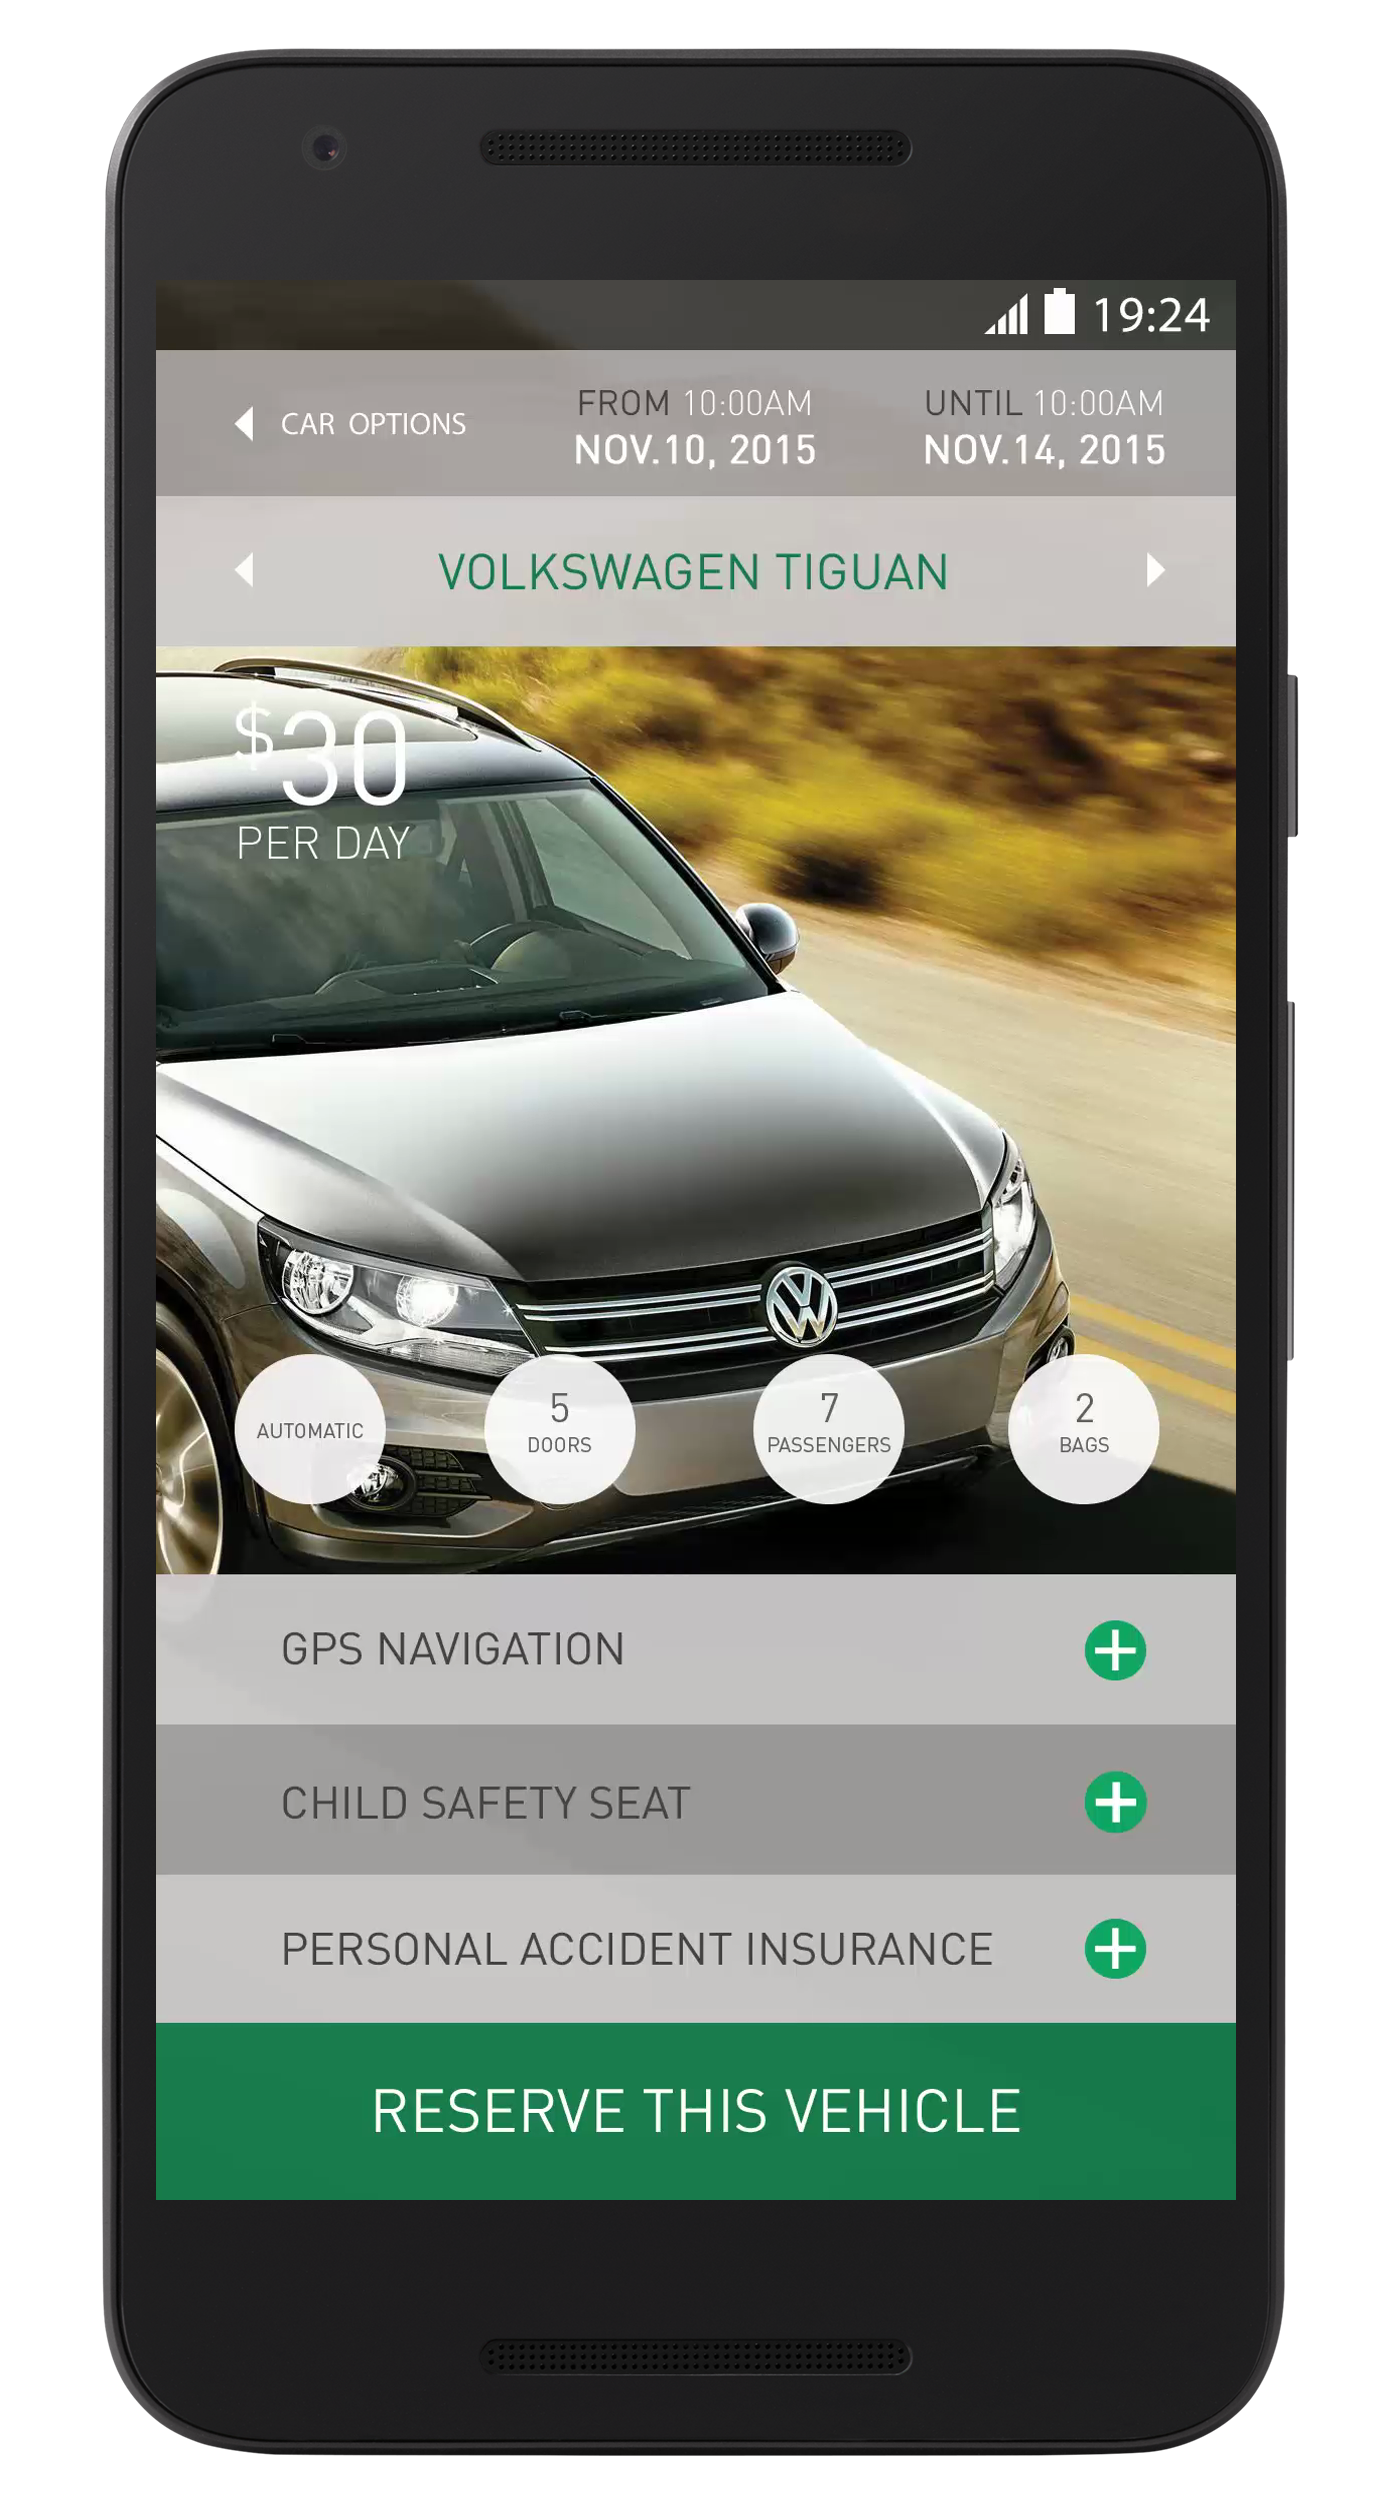 19:24
CAR OPTIONS
FROM 10:00AM
NOV.10, 2015
UNTIL 10:00AM
NOV.14, 2015
VOLKSWAGEN TIGUAN
$30
PER DAY
AUTOMATIC
5
DOORS
7
PASSENGERS
2
BAGS
GPS NAVIGATION
CHILD SAFETY SEAT
PERSONAL ACCIDENT INSURANCE
RESERVE THIS VEHICLE